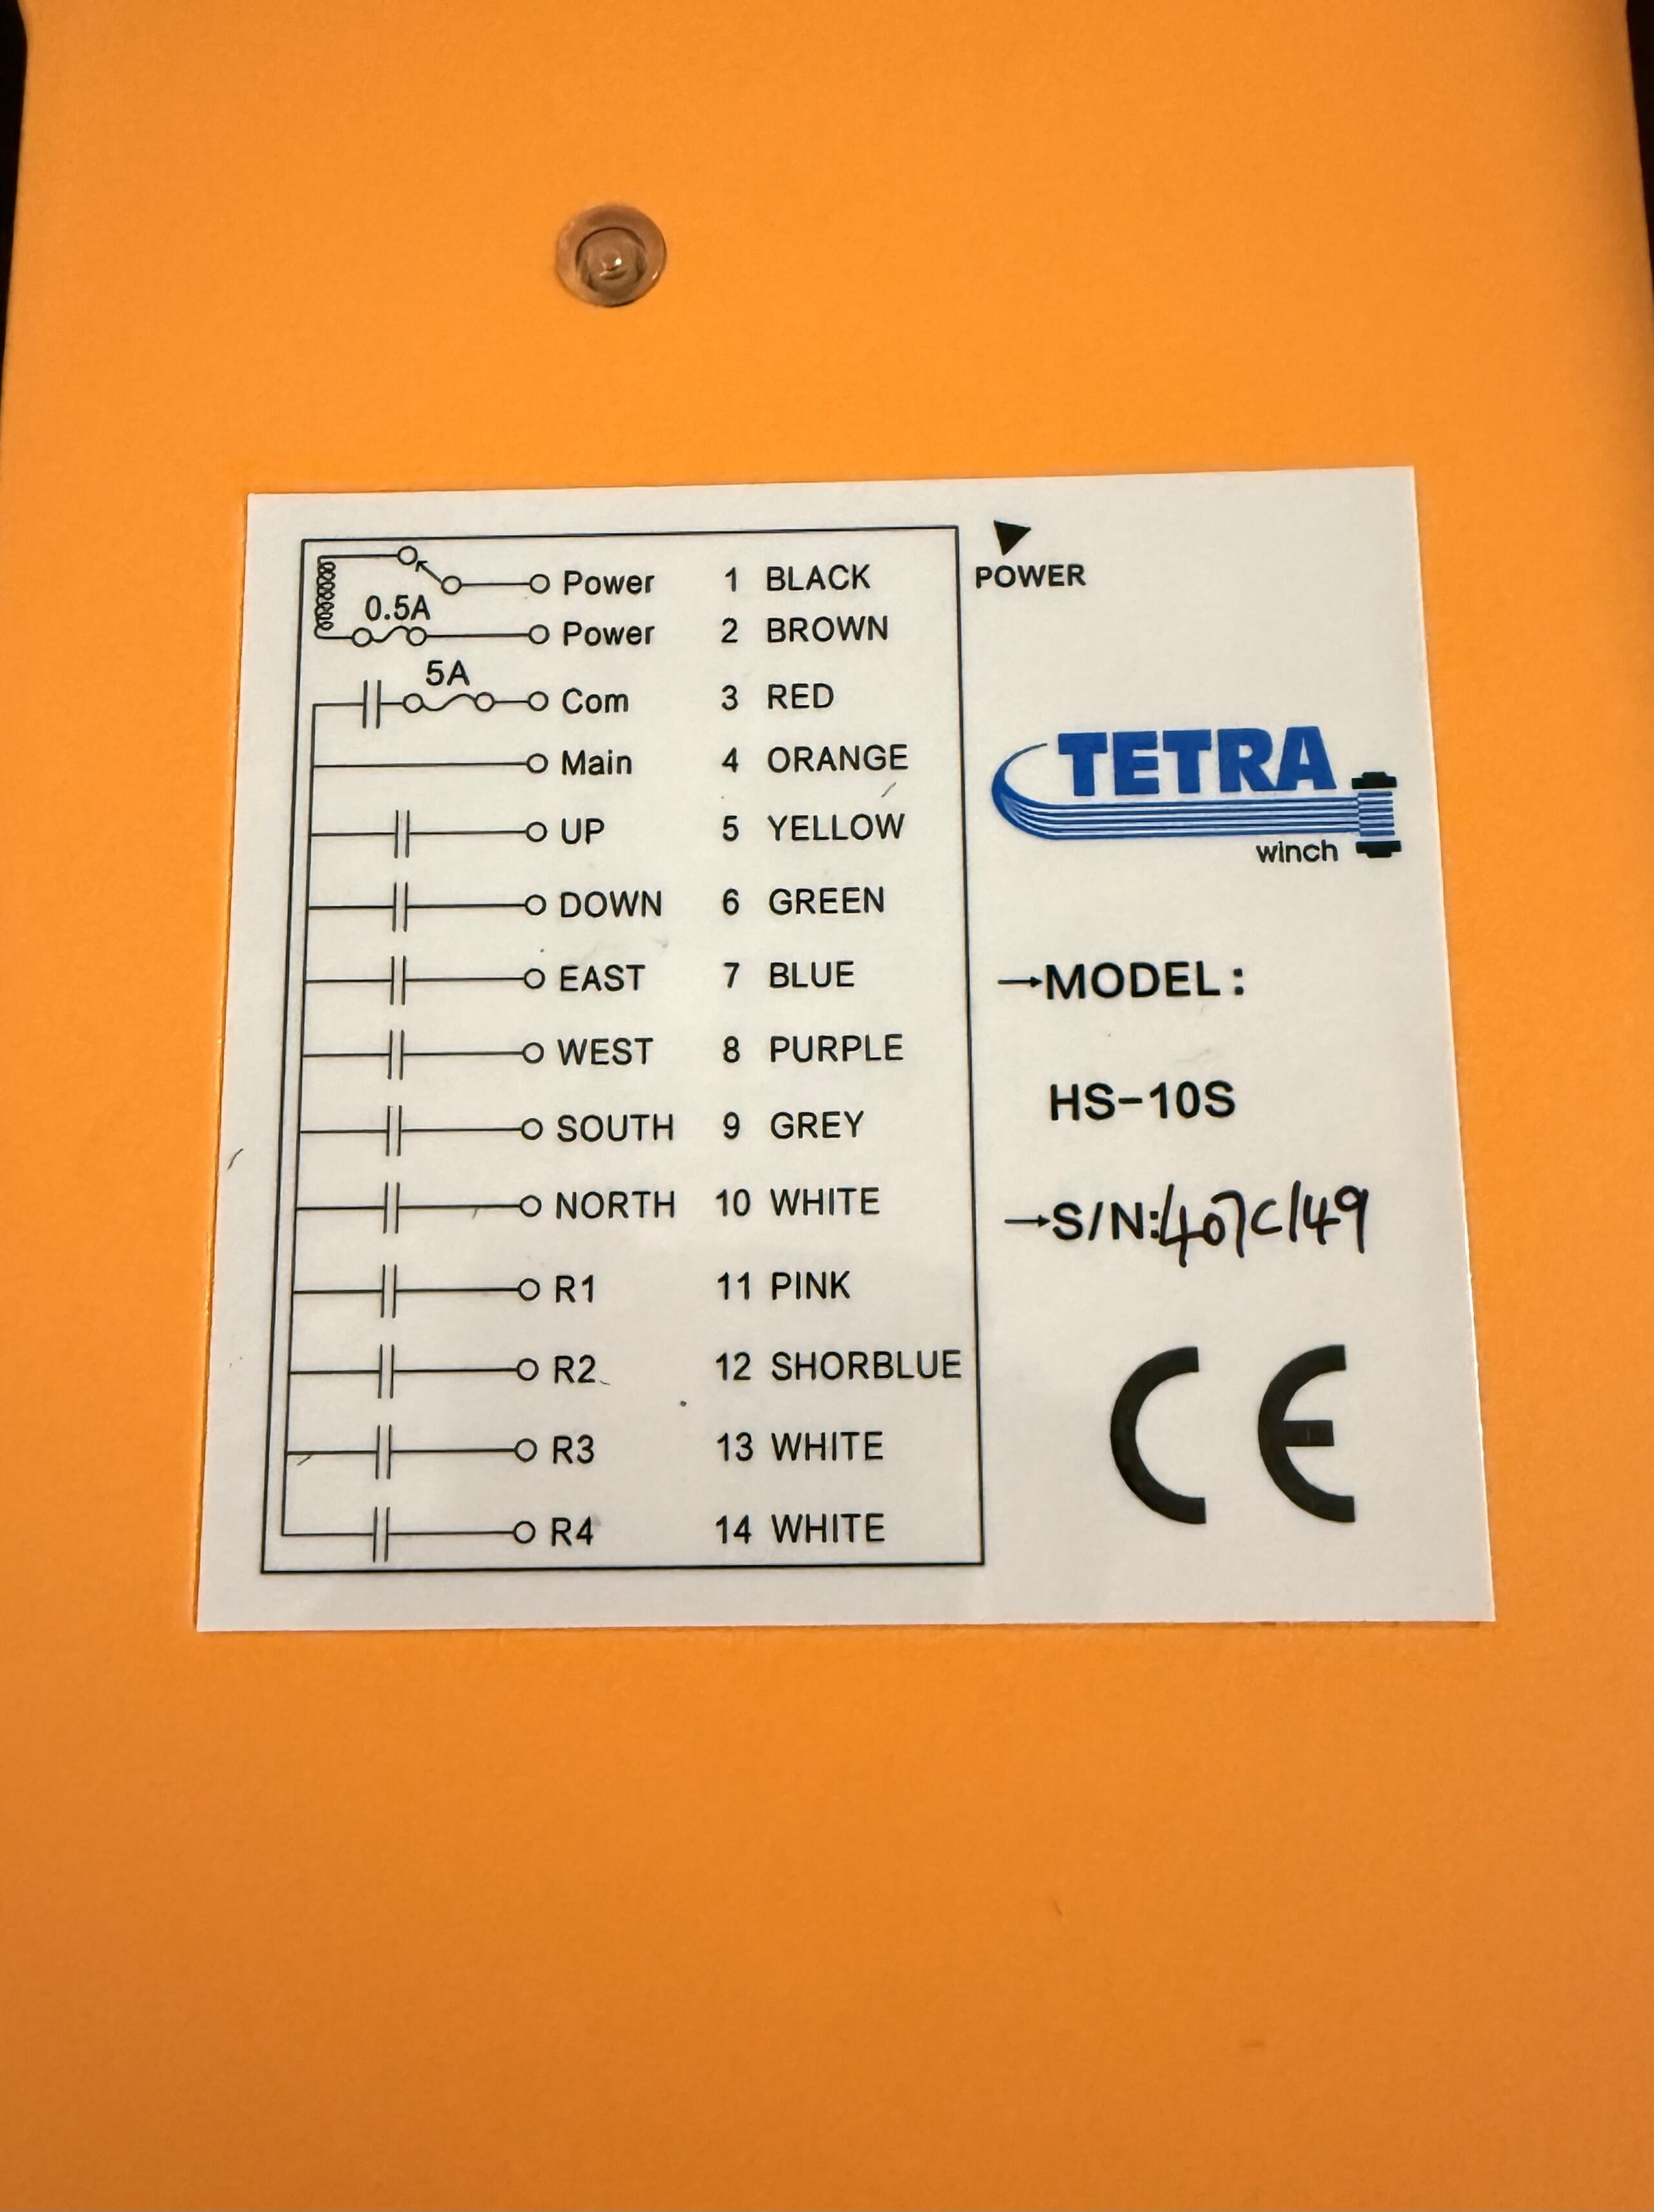 Power 1 BLACK
0.5A
Power 2 BROWN
5A
Com 3 RED
Main 4 ORANGE
UP 5 YELLOW
DOWN 6 GREEN
EAST 7 BLUE
WEST 8 PURPLE
SOUTH 9 GREY
NORTH 10 WHITE
R1 11 PINK
R2 12 SHORBLUE
R3 13 WHITE
R4 14 WHITE
POWER
TETRA
winch
→MODEL:
HS-10S
→S/N:407C149
CE